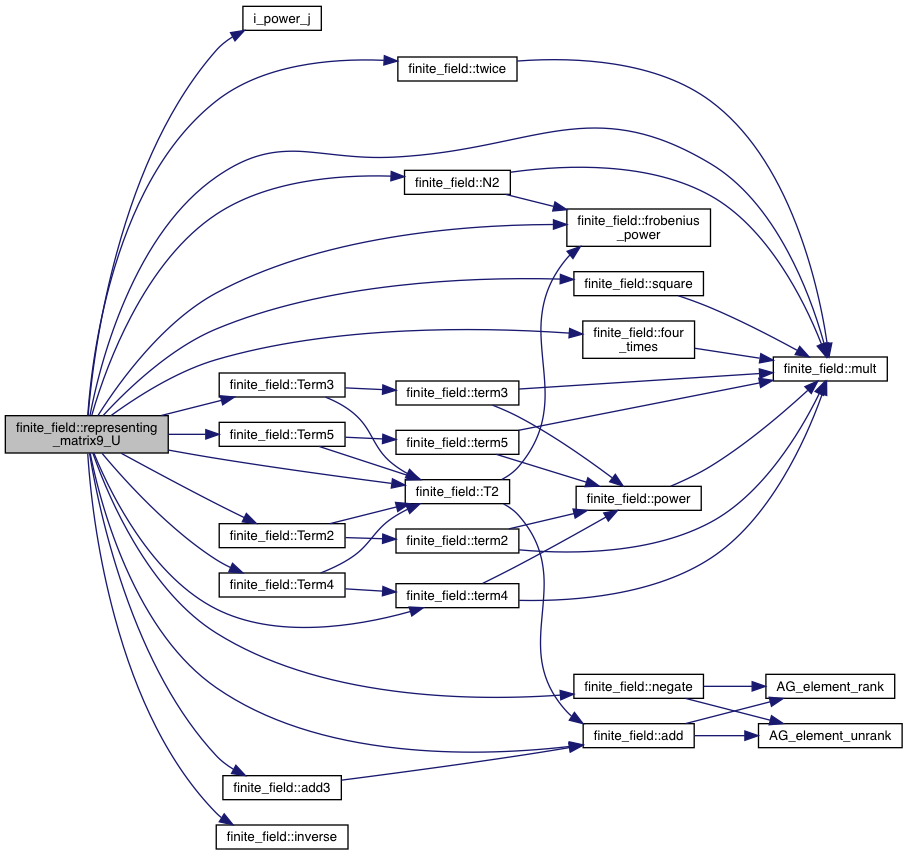 i_power_j
finite_field::twice
finite_field::N2
finite_field::frobenius
_power
finite_field::square
finite_field::four
_times
finite_field::mult
finite_field::Term3
finite_field::term3
finite_field::representing
_matrix9_U
finite_field::Term5
finite_field::term5
finite_field::T2
finite_field::power
finite_field::Term2
finite_field::term2
finite_field::Term4
finite_field::term4
finite_field::negate
AG_element_rank
finite_field::add
AG_element_unrank
finite_field::add3
finite_field::inverse